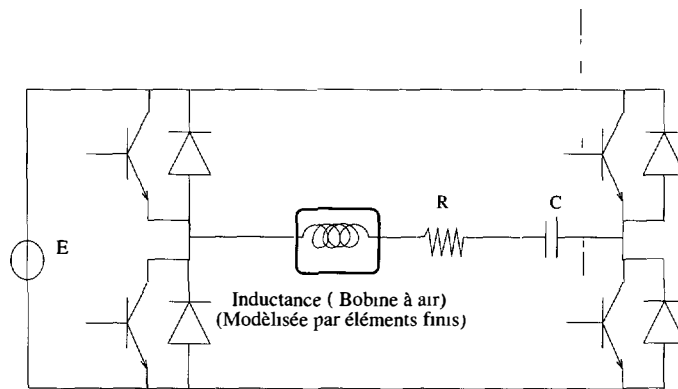 R
C
E
Inductance ( Bobine à air)
(Modèlisée par éléments finis)